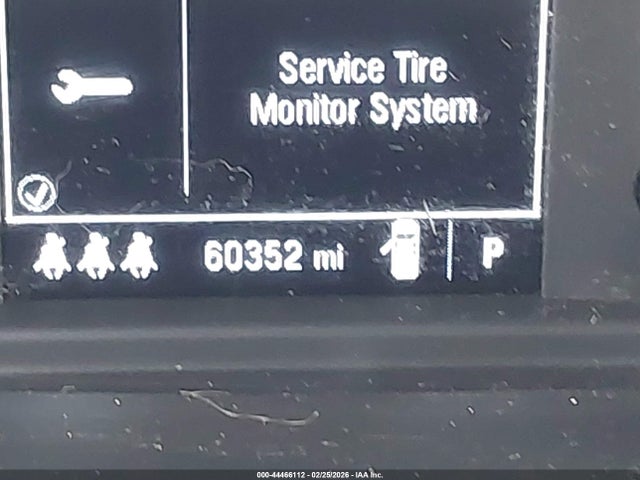 Service Tire
Monitor System
60352 mi
P
000-44466112 - 02/25/2026 - IAA Inc.